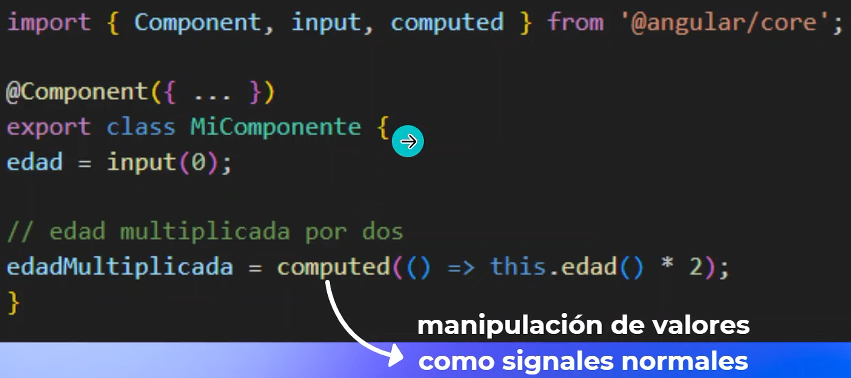 import { Component, input, computed } from '@angular/core';
@Component({ ... })
export class MiComponente {
edad = input(0);
// edad multiplicada por dos
edadMultiplicada = computed(() => this.edad() * 2);
}
manipulación de valores
como signales normales